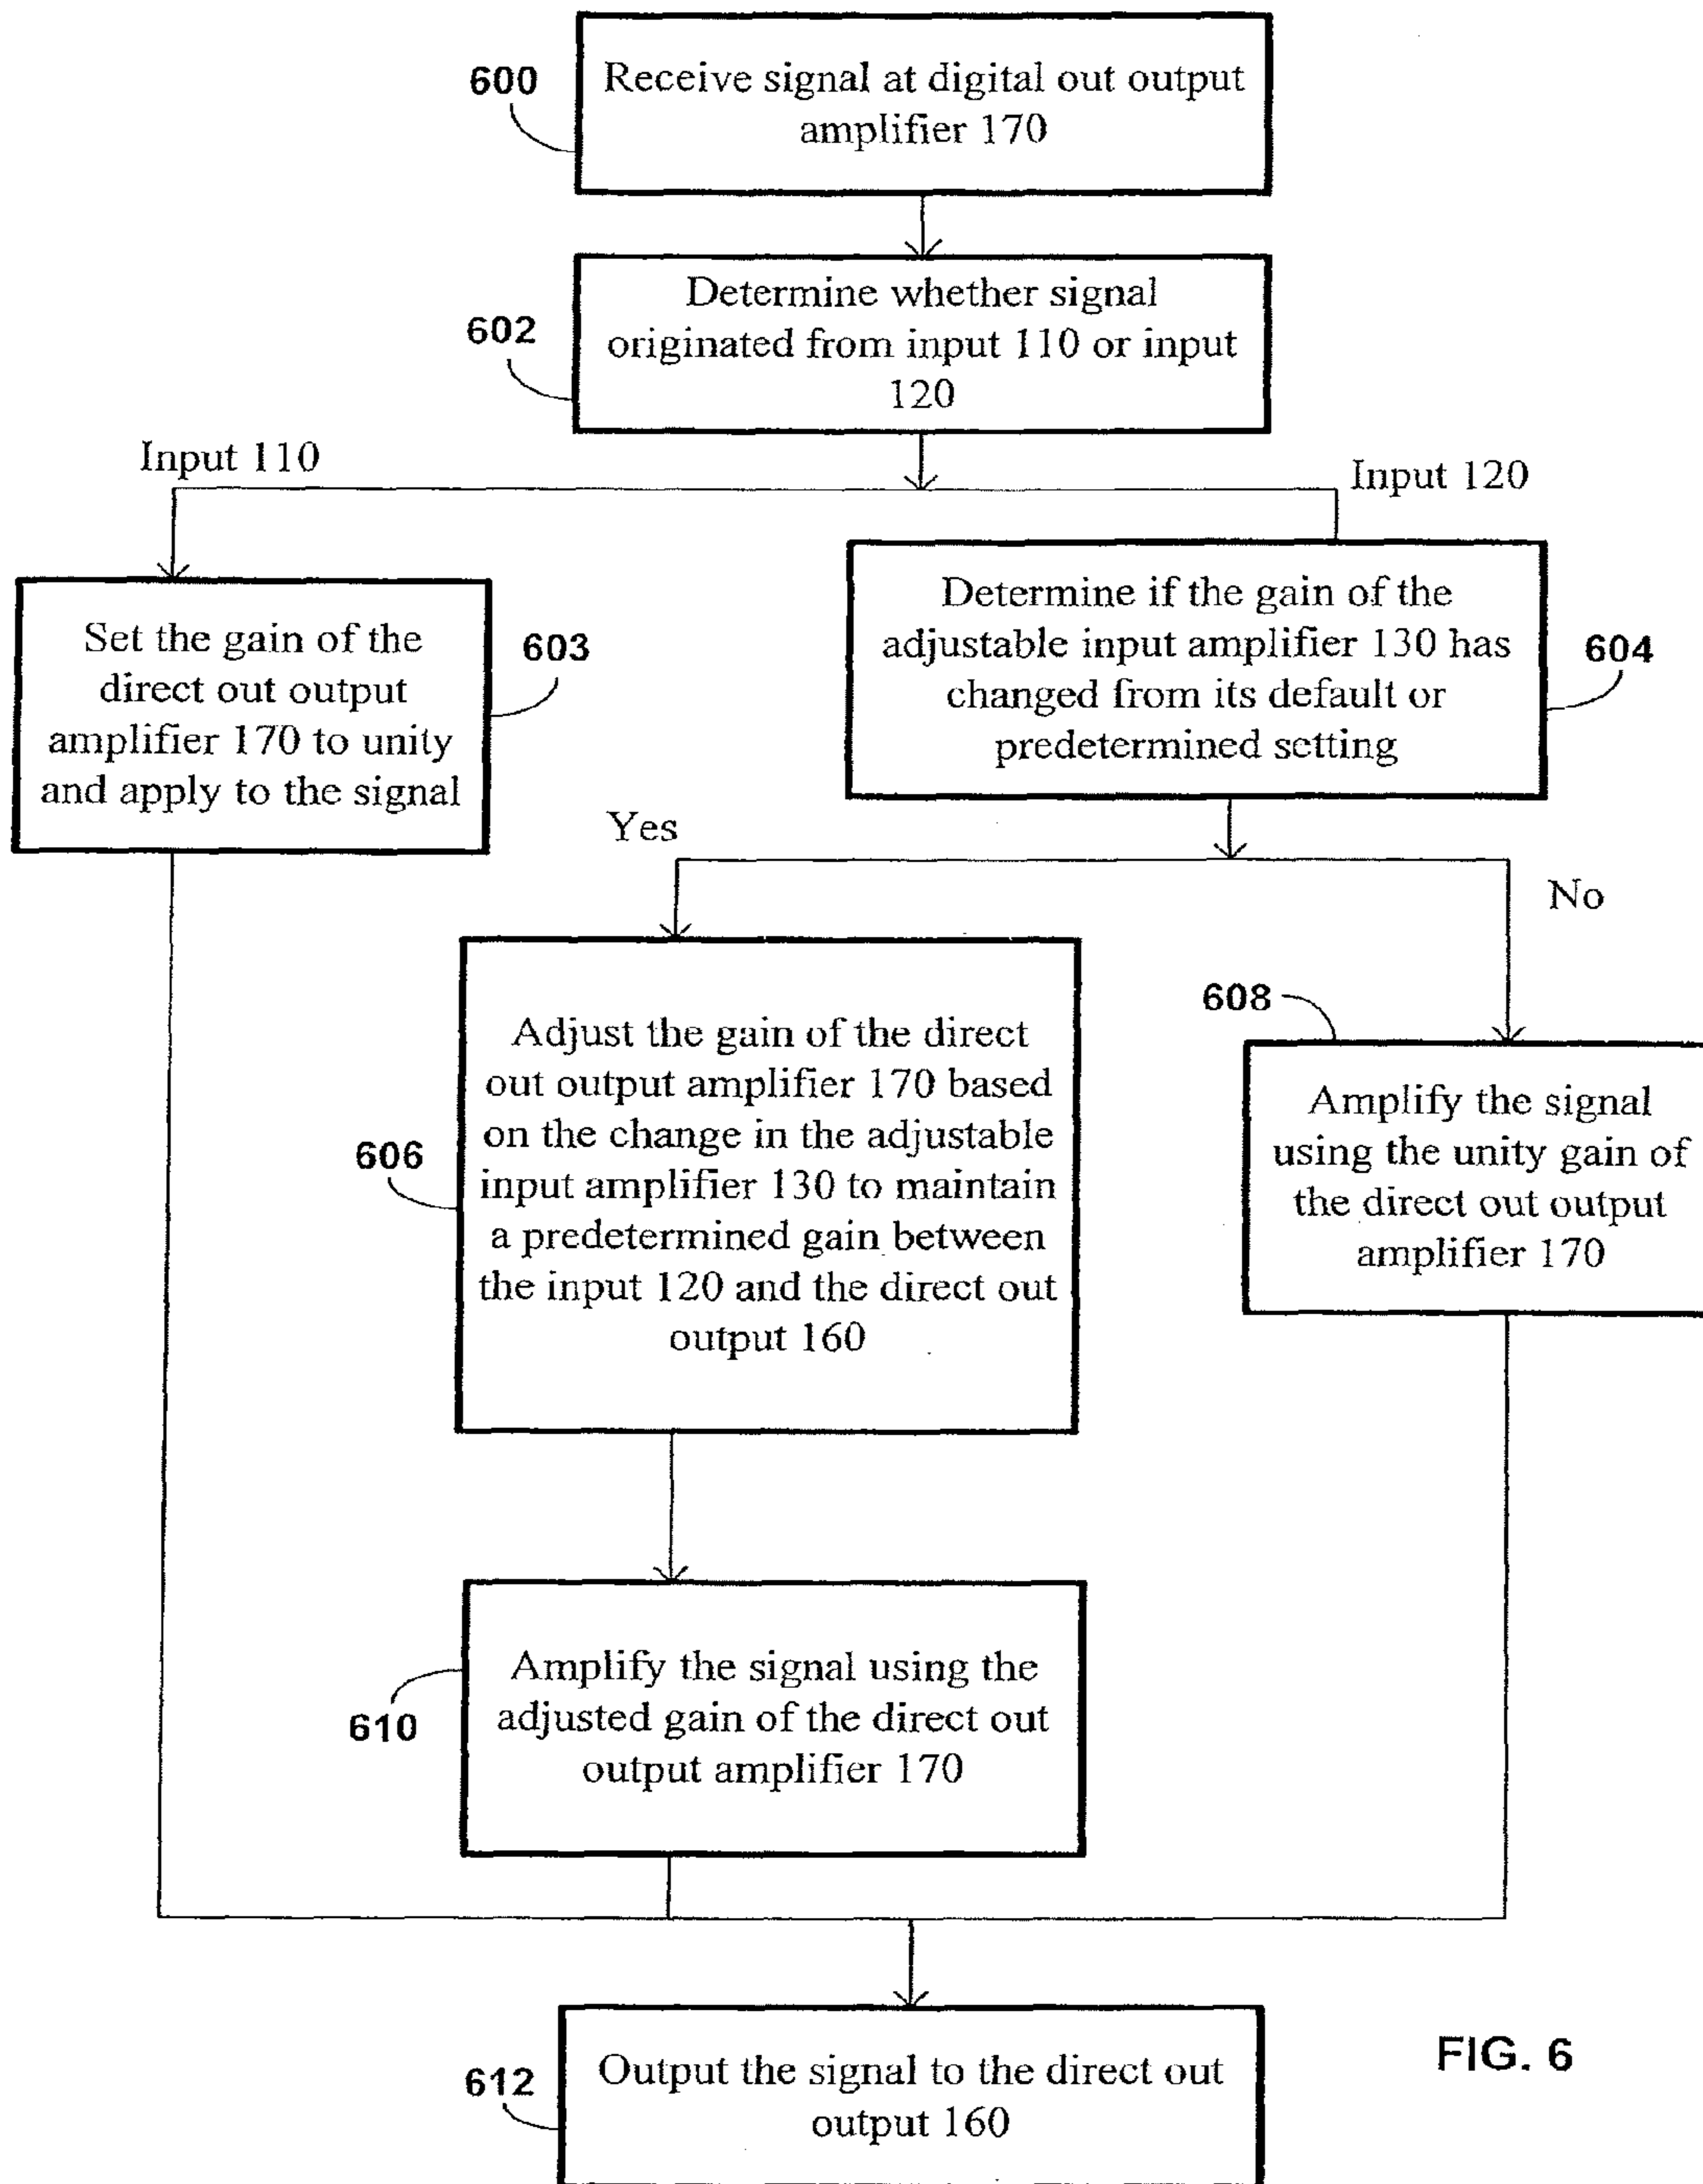 600
Receive signal at digital out output
amplifier 170
602
Determine whether signal
originated from input 110 or input
120
Input 110
Input 120
Set the gain of the
direct out output
amplifier 170 to unity
and apply to the signal
603
Determine if the gain of the
adjustable input amplifier 130 has
changed from its default or
predetermined setting
604
Yes
No
606
Adjust the gain of the direct
out output amplifier 170 based
on the change in the adjustable
input amplifier 130 to maintain
a predetermined gain between
the input 120 and the direct out
output 160
608
Amplify the signal
using the unity gain of
the direct out output
amplifier 170
610
Amplify the signal using the
adjusted gain of the direct out
output amplifier 170
612
Output the signal to the direct out
output 160
FIG. 6